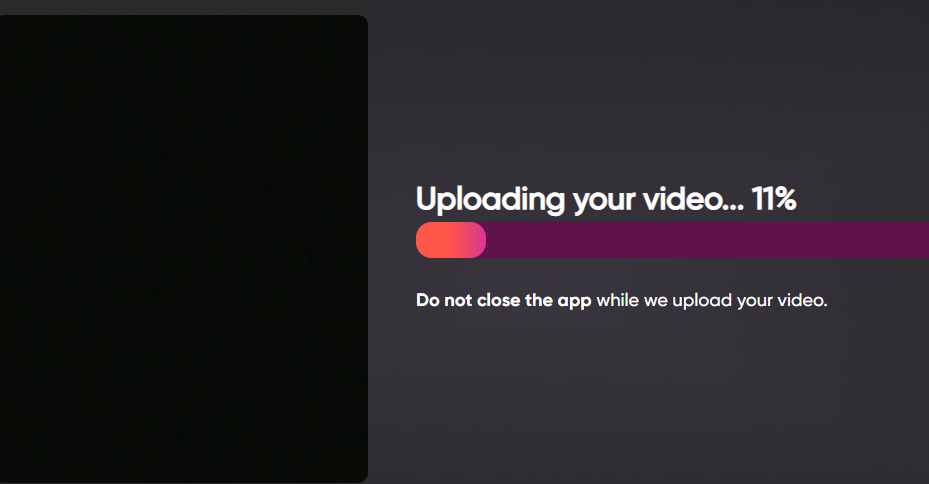 Uploading your video... 11%
Do not close the app while we upload your video.